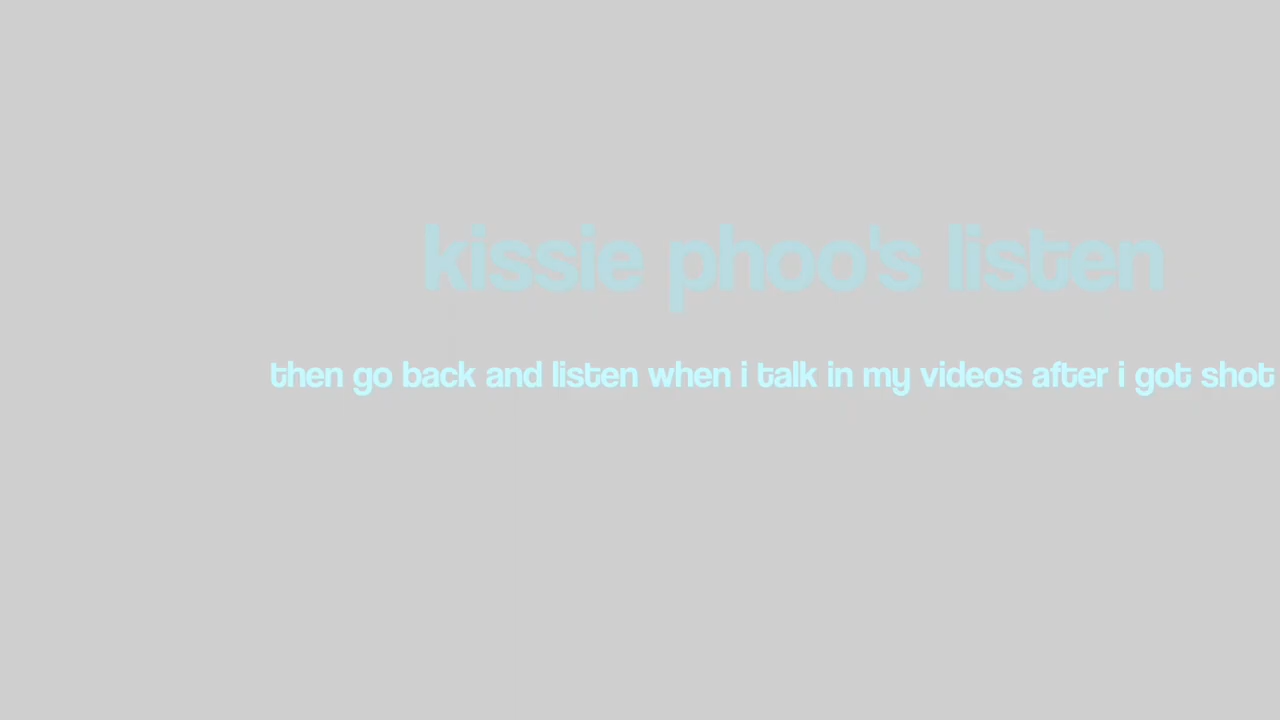 kissie phoo's listen
then go back and listen when i talk in my videos after i got shot